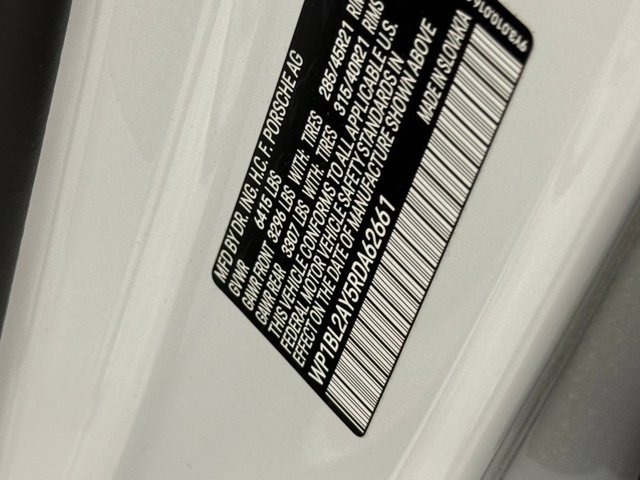 MFD BY DR. ING. H.C.F. PORSCHE AG
GVWR 6415 LBS
GAWR FRONT 3296 LBS WITH: TIRES 285/45R21 RIMS
GAWR REAR 3307 LBS WITH: TIRES 315/40R21 RIMS
THIS VEHICLE CONFORMS TO ALL APPLICABLE U.S.
FEDERAL MOTOR VEHICLE SAFETY STANDARDS IN
EFFECT ON THE DATE OF MANUFACTURE SHOWN ABOVE
WP1BL2AY5RDA62661 MADE IN SLOVAKIA